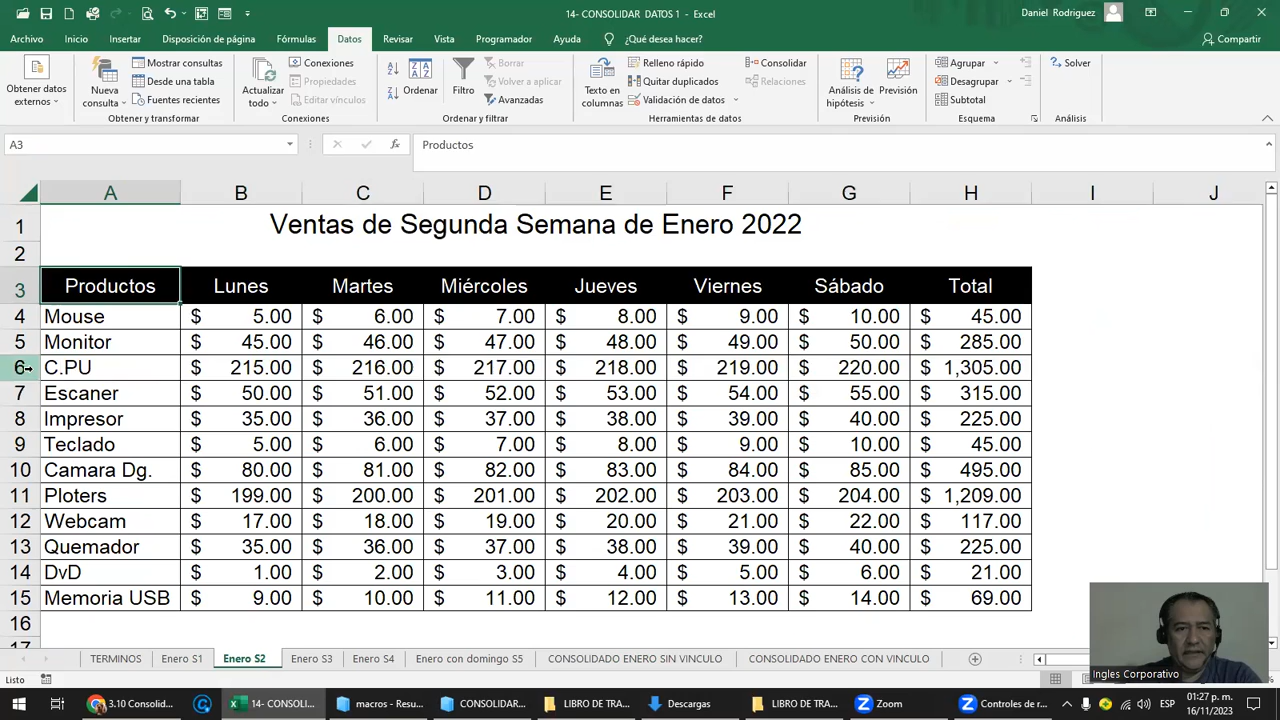 14- CONSOLIDAR DATOS 1 - Excel
Daniel Rodriguez
Archivo Inicio Insertar Disposición de página Fórmulas Datos Revisar Vista Programador Ayuda ¿Qué desea hacer? Compartir
Obtener datos externos
Nueva consulta
Mostrar consultas
Desde una tabla
Fuentes recientes
Obtener y transformar
Actualizar todo
Conexiones
Propiedades
Editar vínculos
Conexiones
Ordenar
Filtro
Borrar
Volver a aplicar
Avanzadas
Ordenar y filtrar
Texto en columnas
Relleno rápido
Quitar duplicados
Validación de datos
Consolidar
Relaciones
Herramientas de datos
Análisis de hipótesis
Previsión
Previsión
Agrupar
Desagrupar
Subtotal
Esquema
Solver
Análisis
A3 fx Productos
A B C D E F G H I J
1 Ventas de Segunda Semana de Enero 2022
2
3 Productos Lunes Martes Miércoles Jueves Viernes Sábado Total
4 Mouse $ 5.00 $ 6.00 $ 7.00 $ 8.00 $ 9.00 $ 10.00 $ 45.00
5 Monitor $ 45.00 $ 46.00 $ 47.00 $ 48.00 $ 49.00 $ 50.00 $ 285.00
6 C.PU $ 215.00 $ 216.00 $ 217.00 $ 218.00 $ 219.00 $ 220.00 $ 1,305.00
7 Escaner $ 50.00 $ 51.00 $ 52.00 $ 53.00 $ 54.00 $ 55.00 $ 315.00
8 Impresor $ 35.00 $ 36.00 $ 37.00 $ 38.00 $ 39.00 $ 40.00 $ 225.00
9 Teclado $ 5.00 $ 6.00 $ 7.00 $ 8.00 $ 9.00 $ 10.00 $ 45.00
10 Camara Dg. $ 80.00 $ 81.00 $ 82.00 $ 83.00 $ 84.00 $ 85.00 $ 495.00
11 Ploters $ 199.00 $ 200.00 $ 201.00 $ 202.00 $ 203.00 $ 204.00 $ 1,209.00
12 Webcam $ 17.00 $ 18.00 $ 19.00 $ 20.00 $ 21.00 $ 22.00 $ 117.00
13 Quemador $ 35.00 $ 36.00 $ 37.00 $ 38.00 $ 39.00 $ 40.00 $ 225.00
14 DvD $ 1.00 $ 2.00 $ 3.00 $ 4.00 $ 5.00 $ 6.00 $ 21.00
15 Memoria USB $ 9.00 $ 10.00 $ 11.00 $ 12.00 $ 13.00 $ 14.00 $ 69.00
16
17
Ingles Corporativo
TERMINOS Enero S1 Enero S2 Enero S3 Enero S4 Enero con domingo S5 CONSOLIDADO ENERO SIN VINCULO CONSOLIDADO ENERO CON VINCULO
Listo
3.10 Consolid... 14- CONSOLI... macros - Resu... CONSOLIDAR... LIBRO DE TRA... Descargas LIBRO DE TRA... Zoom Controles de r... ESP
01:27 p. m.
16/11/2023